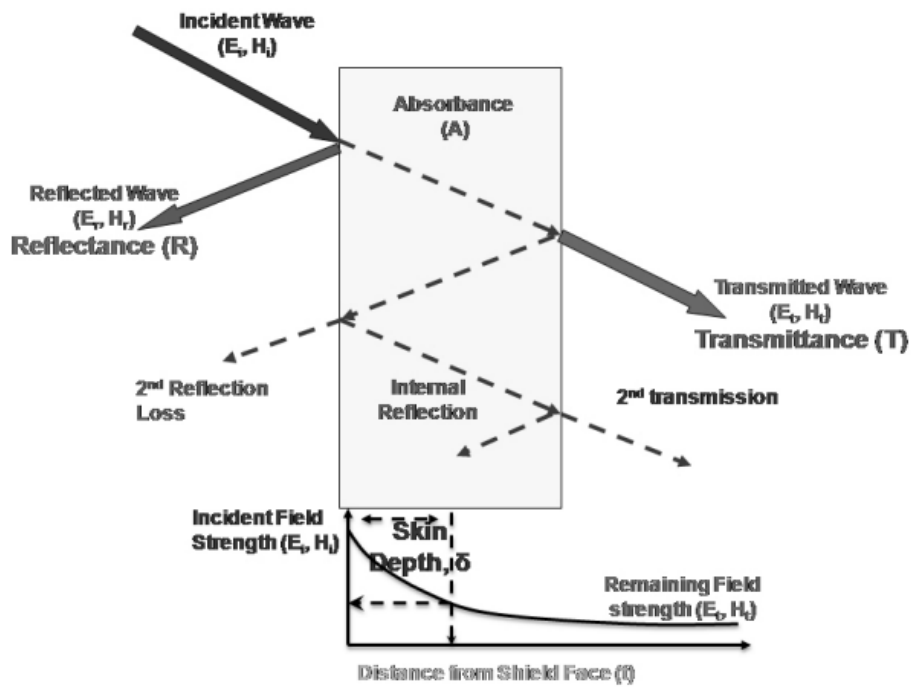 Incident Wave
(Eᵢ, Hᵢ)
Absorbance
(A)
Reflected Wave
(Eᵣ, Hᵣ)
Reflectance (R)
Transmitted Wave
(Eₜ, Hₜ)
Transmittance (T)
2ⁿᵈ Reflection
Loss
Internal
Reflection
2ⁿᵈ transmission
Incident Field
Strength (Eᵢ, Hᵢ)
Skin
Depth, δ
Remaining Field
strength (Eₜ, Hₜ)
Distance from Shield Face (t)